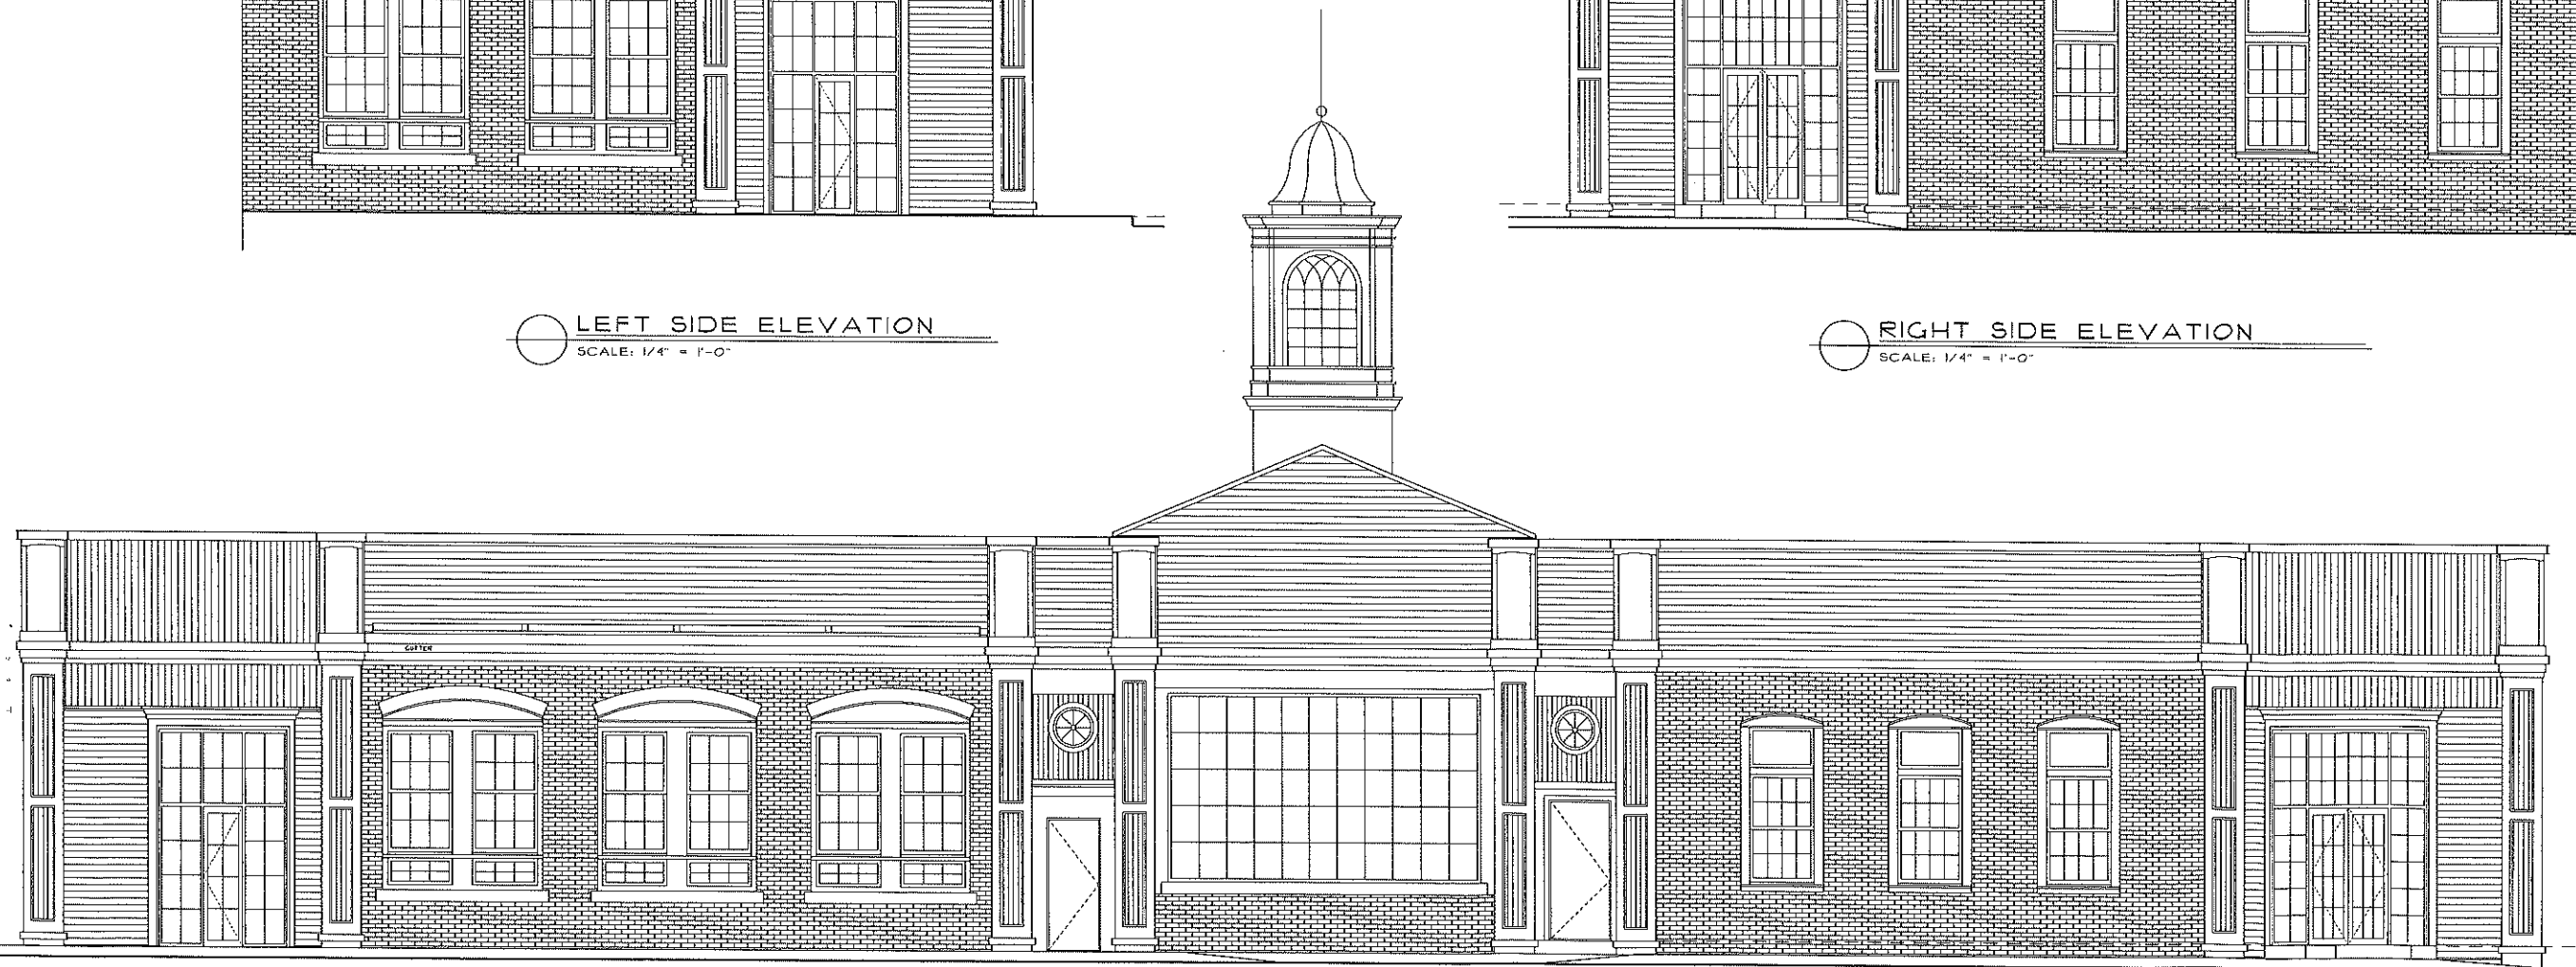 LEFT SIDE ELEVATION
SCALE: 1/4" = 1'-0"
RIGHT SIDE ELEVATION
SCALE: 1/4" = 1'-0"
GUTTER